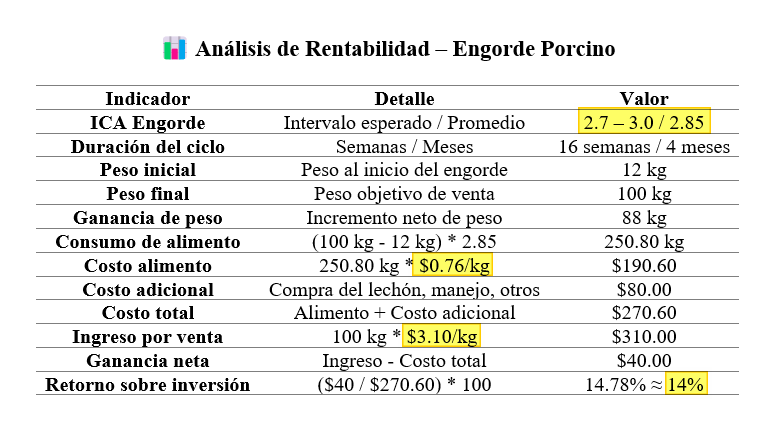 📊 Análisis de Rentabilidad – Engorde Porcino
Indicador Detalle Valor
ICA Engorde Intervalo esperado / Promedio 2.7 – 3.0 / 2.85
Duración del ciclo Semanas / Meses 16 semanas / 4 meses
Peso inicial Peso al inicio del engorde 12 kg
Peso final Peso objetivo de venta 100 kg
Ganancia de peso Incremento neto de peso 88 kg
Consumo de alimento (100 kg - 12 kg) * 2.85 250.80 kg
Costo alimento 250.80 kg * $0.76/kg $190.60
Costo adicional Compra del lechón, manejo, otros $80.00
Costo total Alimento + Costo adicional $270.60
Ingreso por venta 100 kg * $3.10/kg $310.00
Ganancia neta Ingreso - Costo total $40.00
Retorno sobre inversión ($40 / $270.60) * 100 14.78% ≈ 14%